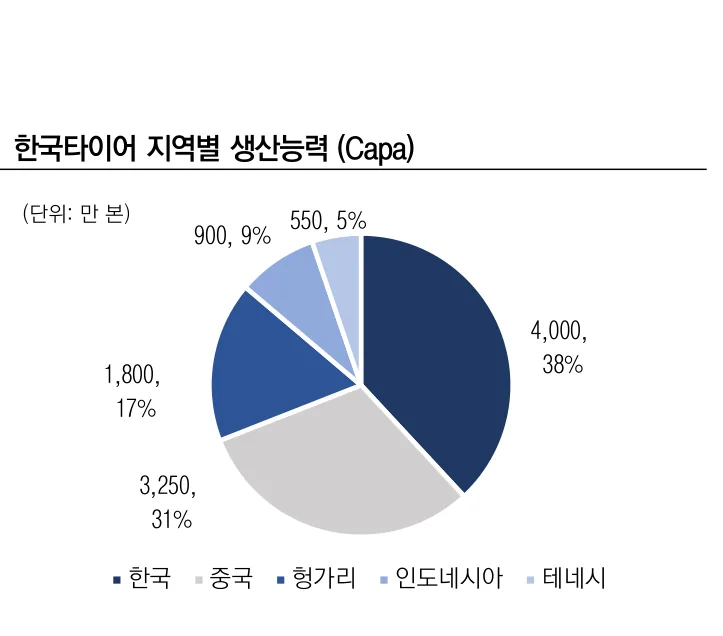 한국타이어 지역별 생산능력 (Capa)
(단위: 만 본)
550, 5%
900, 9%
4,000,
38%
1,800,
17%
3,250,
31%
한국 중국 헝가리 인도네시아 테네시